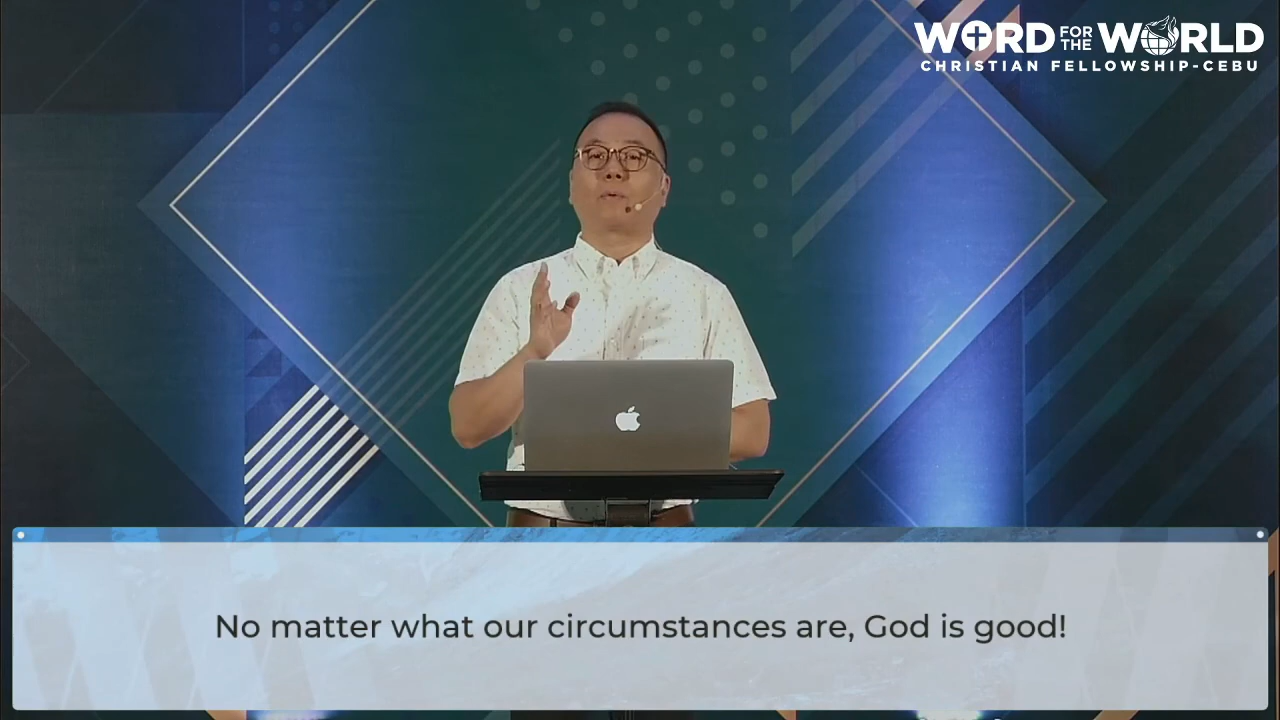 WORD FOR THE WORLD
CHRISTIAN FELLOWSHIP-CEBU
No matter what our circumstances are, God is good!